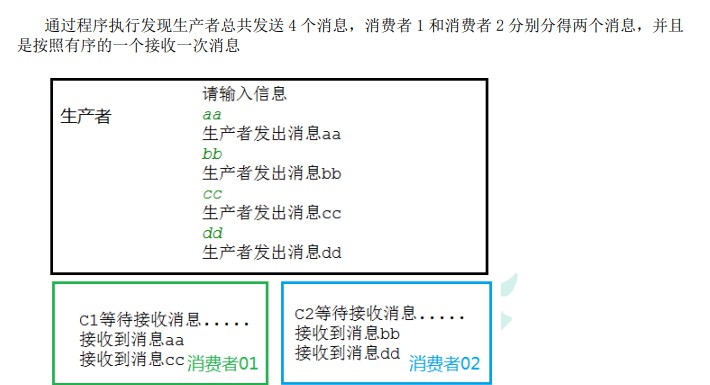 通过程序执行发现生产者总共发送 4 个消息，消费者 1 和消费者 2 分别分得两个消息，并且
是按照有序的一个接收一次消息
生产者
请输入信息
aa
生产者发出消息aa
bb
生产者发出消息bb
cc
生产者发出消息cc
dd
生产者发出消息dd
C1等待接收消息.....
接收到消息aa
接收到消息cc
消费者01
C2等待接收消息.....
接收到消息bb
接收到消息dd
消费者02